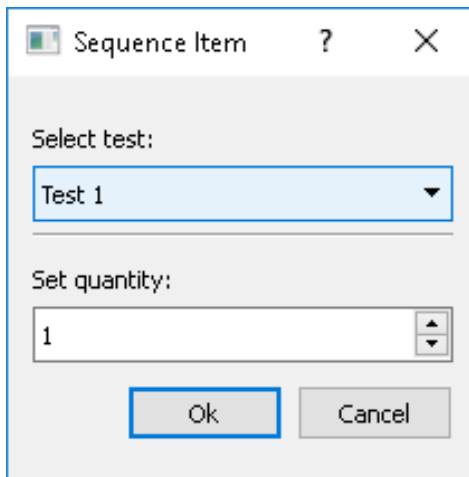 Sequence Item ?
Select test:
Test 1
Set quantity:
1
Ok Cancel